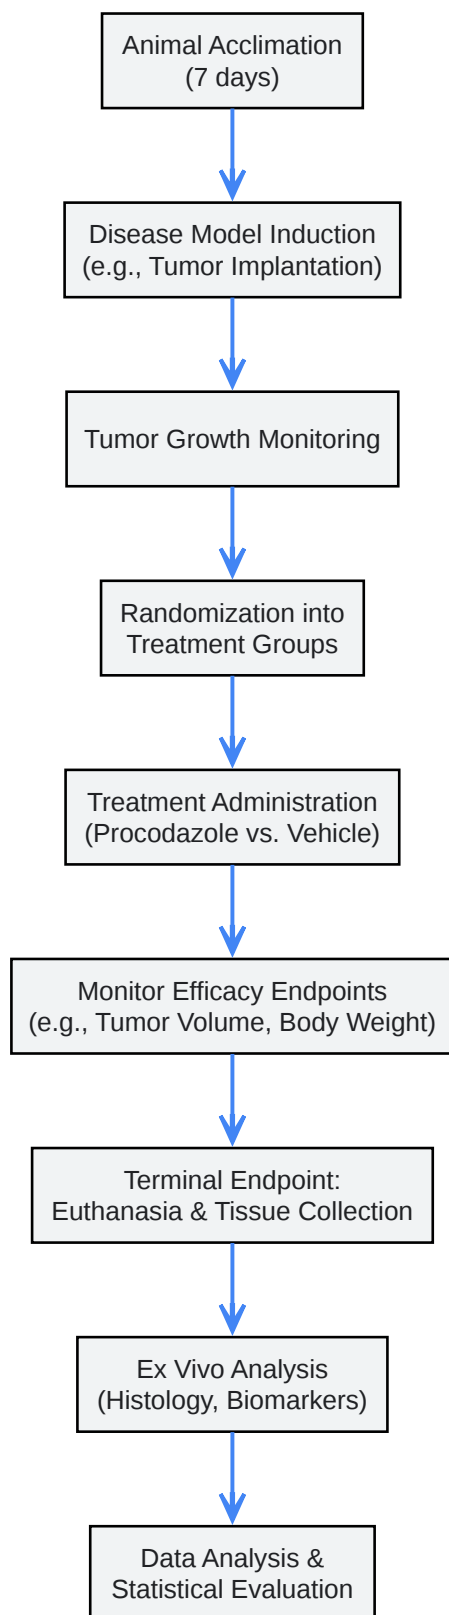 Animal Acclimation
(7 days)
Disease Model Induction
(e.g., Tumor Implantation)
Tumor Growth Monitoring
Randomization into
Treatment Groups
Treatment Administration
(Procodazole vs. Vehicle)
Monitor Efficacy Endpoints
(e.g., Tumor Volume, Body Weight)
Terminal Endpoint:
Euthanasia & Tissue Collection
Ex Vivo Analysis
(Histology, Biomarkers)
Data Analysis &
Statistical Evaluation